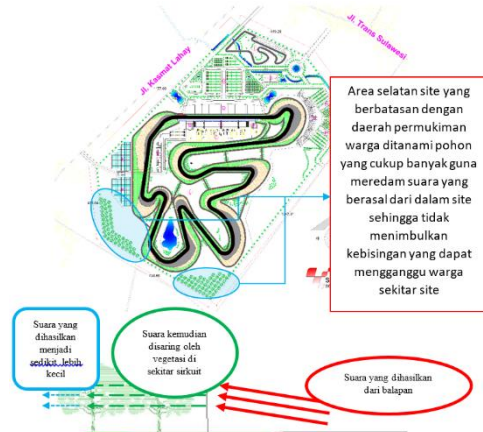 Jl. Trans Sulawesi
Jl. Kasmat Lahay
Area selatan site yang
berbatasan dengan
daerah permukiman
warga ditanami pohon
yang cukup banyak guna
meredam suara yang
berasal dari dalam site
sehingga tidak
menimbulkan
kebisingan yang dapat
mengganggu warga
sekitar site
Suara yang
dihasilkan
menjadi
sedikit lebih
kecil
Suara kemudian
disaring oleh
vegetasi di
sekitar sirkuit
Suara yang dihasilkan
dari balapan